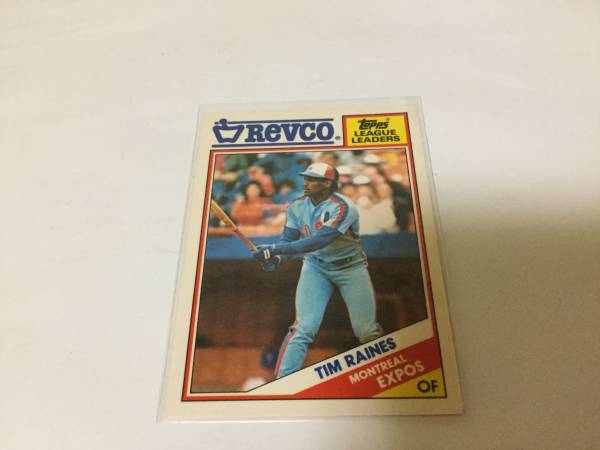 REVCO®
Topps®
LEAGUE
LEADERS
TIM RAINES
MONTREAL
EXPOS
OF